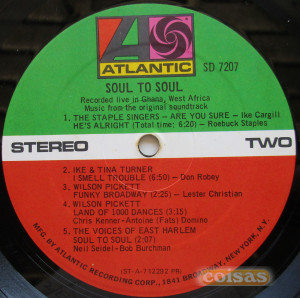 ATLANTIC
SD 7207
SOUL TO SOUL
Recorded live in Ghana, West Africa
Music from the original soundtrack
1. THE STAPLE SINGERS - ARE YOU SURE - Ike Cargill
HE'S ALRIGHT (Total time: 6:20) - Roebuck Staples
STEREO
TWO
2. IKE & TINA TURNER
I SMELL TROUBLE (6:50) - Don Robey
3. WILSON PICKETT
FUNKY BROADWAY (2:25) - Lester Christian
4. WILSON PICKETT
LAND OF 1000 DANCES (3:15)
Chris Kenner-Antoine (Fats) Domino
5. THE VOICES OF EAST HARLEM
SOUL TO SOUL (2:07)
Neil Seidel-Bob Burchman
(ST-A-712202 PR)
MFG. BY ATLANTIC RECORDING CORP., 1841 BROADWAY, NEW YORK, N.Y.
coisas